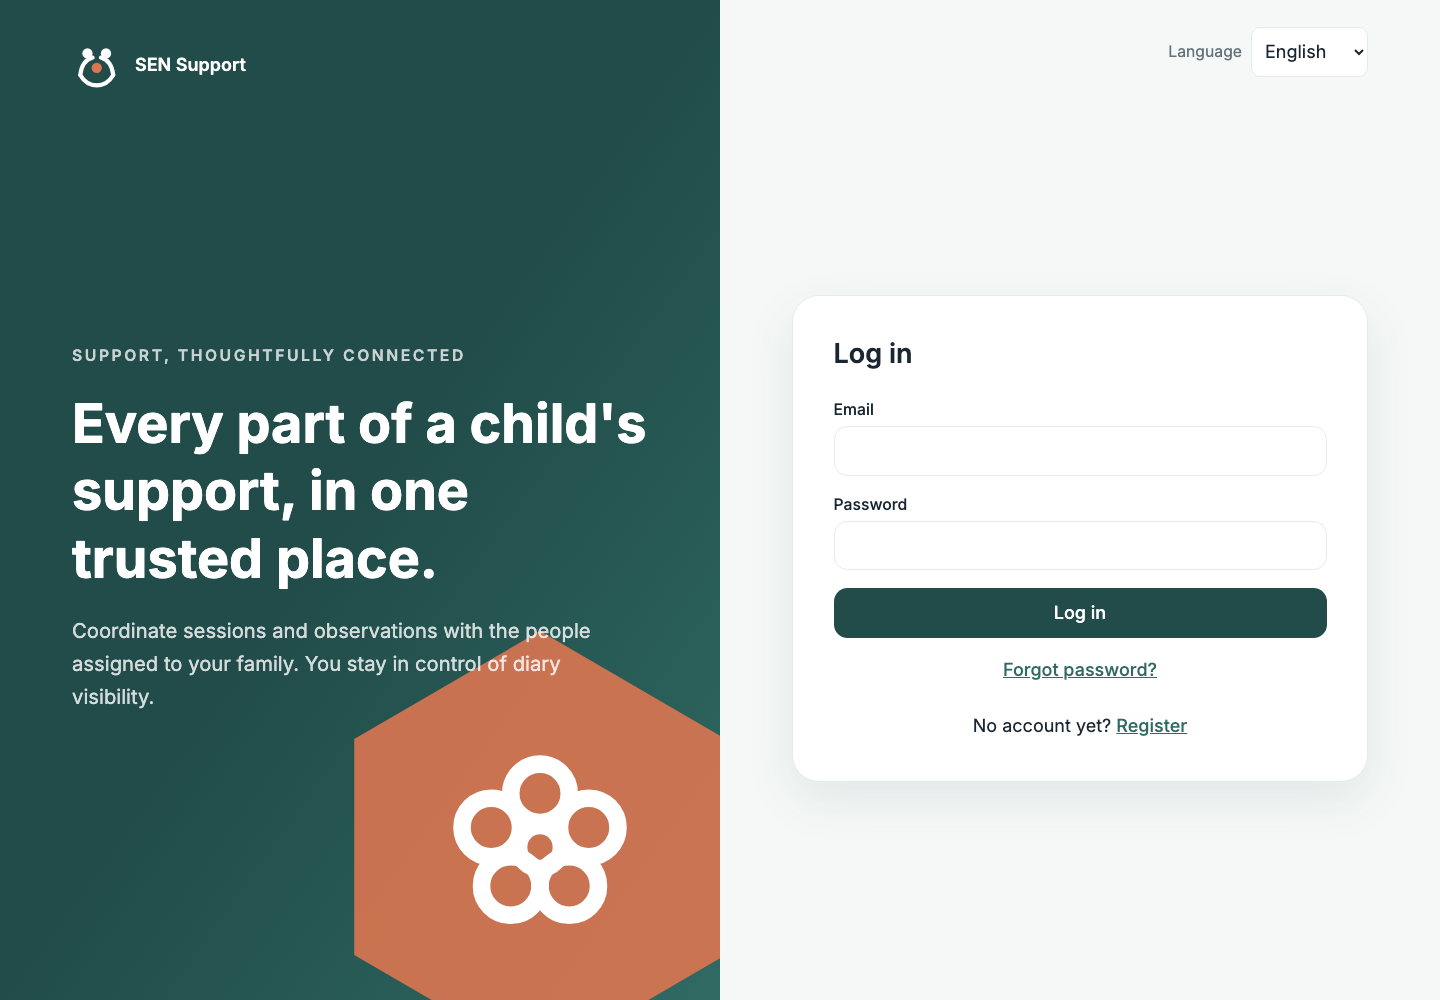 SEN Support
Language English
SUPPORT, THOUGHTFULLY CONNECTED
Every part of a child's
support, in one
trusted place.
Coordinate sessions and observations with the people
assigned to your family. You stay in control of diary
visibility.
Log in
Email
Password
Log in
Forgot password?
No account yet? Register